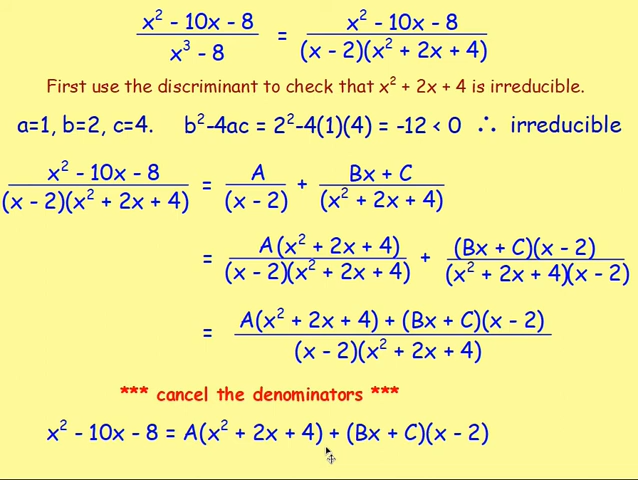 x² - 10x - 8 / x³ - 8 = x² - 10x - 8 / (x - 2)(x² + 2x + 4)
First use the discriminant to check that x² + 2x + 4 is irreducible.
a=1, b=2, c=4. b²-4ac = 2²-4(1)(4) = -12 < 0 ∴ irreducible
x² - 10x - 8 / (x - 2)(x² + 2x + 4) = A / (x - 2) + Bx + C / (x² + 2x + 4)
= A(x² + 2x + 4) / (x - 2)(x² + 2x + 4) + (Bx + C)(x - 2) / (x² + 2x + 4)(x - 2)
= A(x² + 2x + 4) + (Bx + C)(x - 2) / (x - 2)(x² + 2x + 4)
*** cancel the denominators ***
x² - 10x - 8 = A(x² + 2x + 4) + (Bx + C)(x - 2)